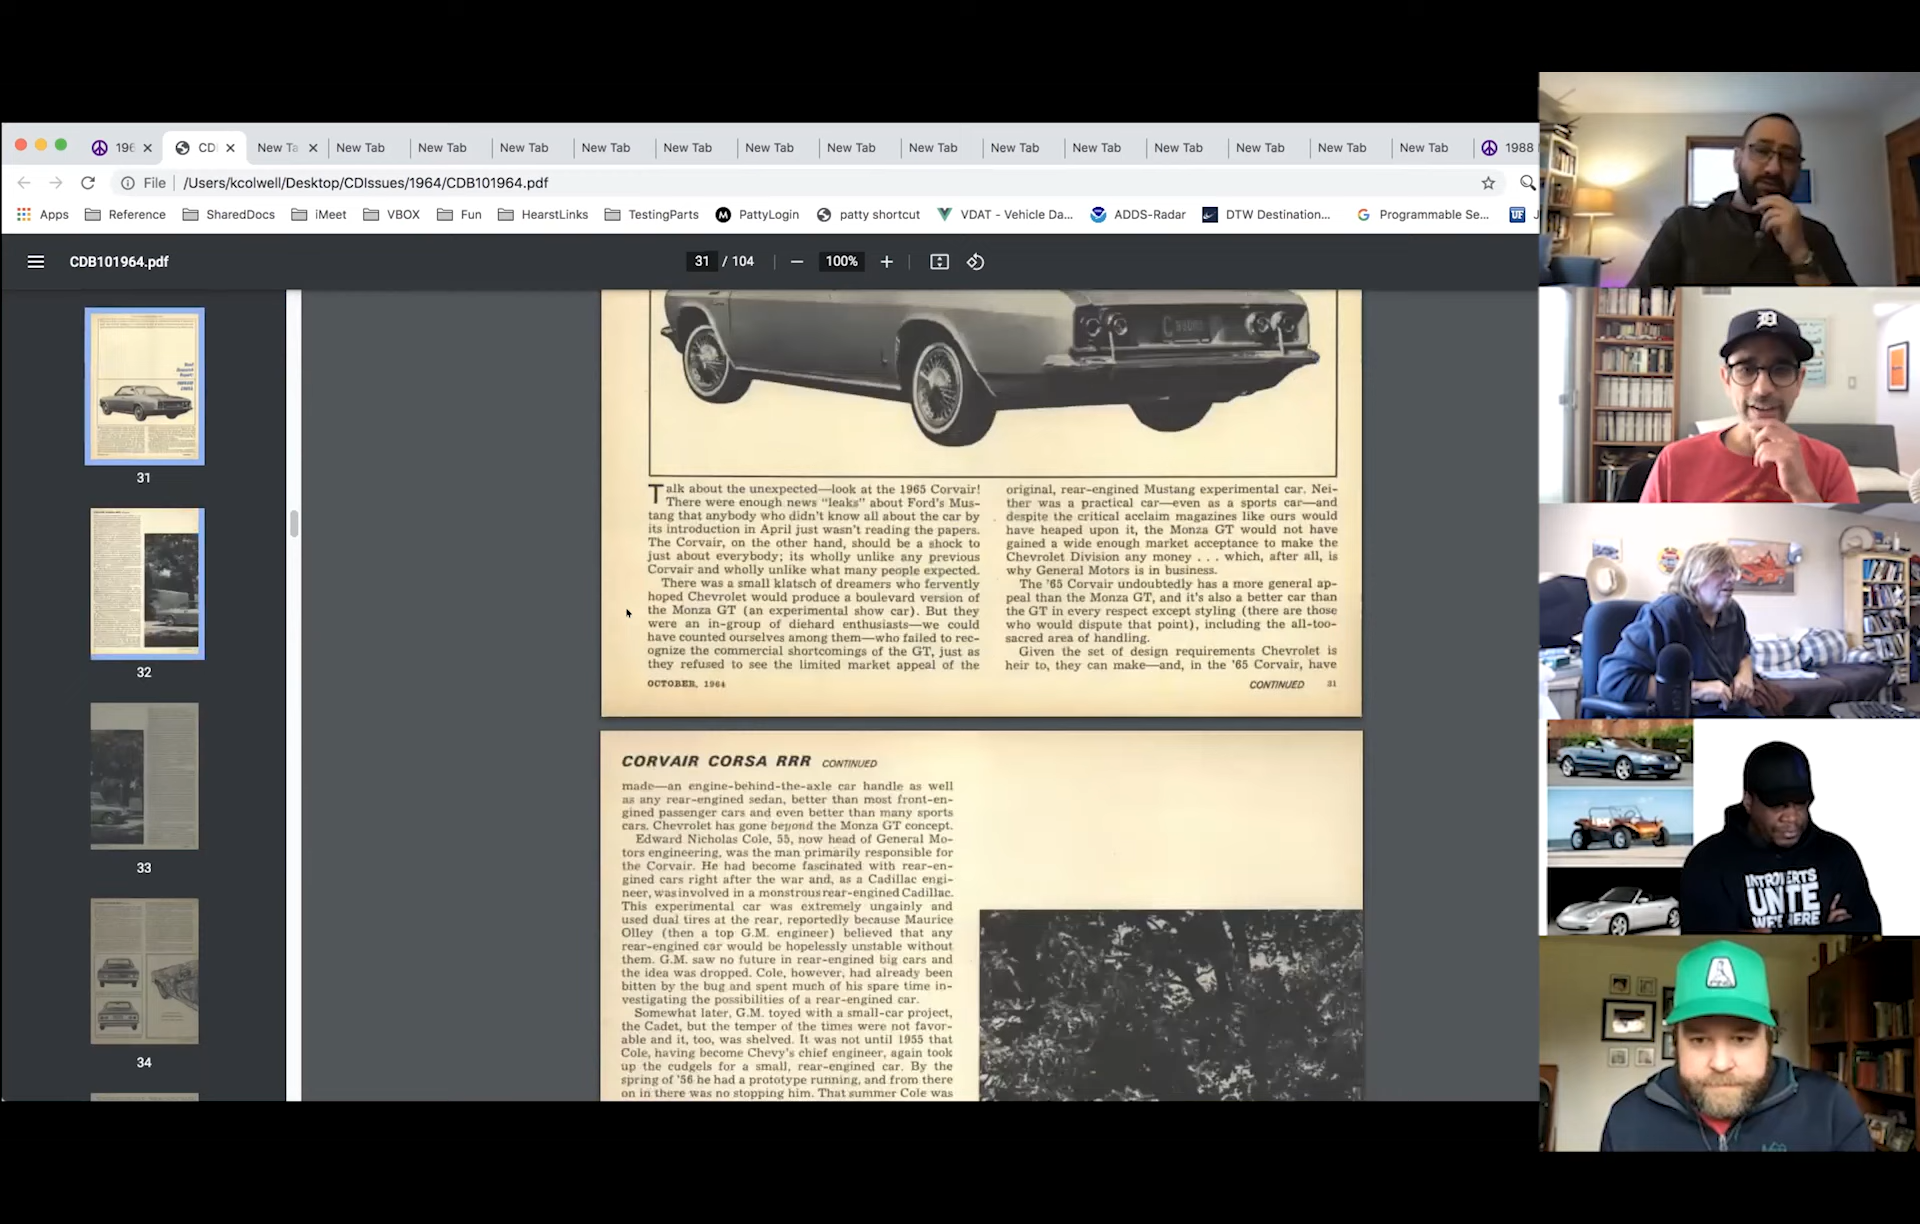 196
CD
New Ta
New Tab
New Tab
New Tab
New Tab
New Tab
New Tab
New Tab
New Tab
New Tab
New Tab
New Tab
New Tab
New Tab
New Tab
1988
File
/Users/kcolwell/Desktop/CDIssues/1964/CDB101964.pdf
Apps
Reference
SharedDocs
iMeet
VBOX
Fun
HearstLinks
TestingParts
PattyLogin
patty shortcut
VDAT - Vehicle Da...
ADDS-Radar
DTW Destination...
Programmable Se...
UF
CDB101964.pdf
31 / 104
100%
31
32
33
34
Talk about the unexpected—look at the 1965 Corvair!
There were enough news "leaks" about Ford's Mus-
tang that anybody who didn't know all about the car by
its introduction in April just wasn't reading the papers.
The Corvair, on the other hand, should be a shock to
just about everybody; its wholly unlike any previous
Corvair and wholly unlike what many people expected.
There was a small klatsch of dreamers who fervently
hoped Chevrolet would produce a boulevard version of
the Monza GT (an experimental show car). But they
were an in-group of diehard enthusiasts—we could
have counted ourselves among them—who failed to rec-
ognize the commercial shortcomings of the GT, just as
they refused to see the limited market appeal of the
original, rear-engined Mustang experimental car. Nei-
ther was a practical car—even as a sports car—and
despite the critical acclaim magazines like ours would
have heaped upon it, the Monza GT would not have
gained a wide enough market acceptance to make the
Chevrolet Division any money . . . which, after all, is
why General Motors is in business.
The '65 Corvair undoubtedly has a more general ap-
peal than the Monza GT, and it's also a better car than
the GT in every respect except styling (there are those
who would dispute that point), including the all-too-
sacred area of handling.
Given the set of design requirements Chevrolet is
heir to, they can make—and, in the '65 Corvair, have
OCTOBER, 1964
CONTINUED 31
CORVAIR CORSA RRR CONTINUED
made—an engine-behind-the-axle car handle as well
as any rear-engined sedan, better than most front-en-
gined passenger cars and even better than many sports
cars. Chevrolet has gone beyond the Monza GT concept.
Edward Nicholas Cole, 55, now head of General Mo-
tors engineering, was the man primarily responsible for
the Corvair. He had become fascinated with rear-en-
gined cars right after the war and, as a Cadillac engi-
neer, was involved in a monstrous rear-engined Cadillac.
This experimental car was extremely ungainly and
used dual tires at the rear, reportedly because Maurice
Olley (then a top G.M. engineer) believed that any
rear-engined car would be hopelessly unstable without
them. G.M. saw no future in rear-engined big cars and
the idea was dropped. Cole, however, had already been
bitten by the bug and spent much of his spare time in-
vestigating the possibilities of a rear-engined car.
Somewhat later, G.M. toyed with a small-car project,
the Cadet, but the temper of the times were not favor-
able and it, too, was shelved. It was not until 1955 that
Cole, having become Chevy's chief engineer, again took
up the cudgels for a small, rear-engined car. By the
spring of '56 he had a prototype running, and from there
on in there was no stopping him. That summer Cole was
INTROVERTS
UNITE
WE'RE HERE